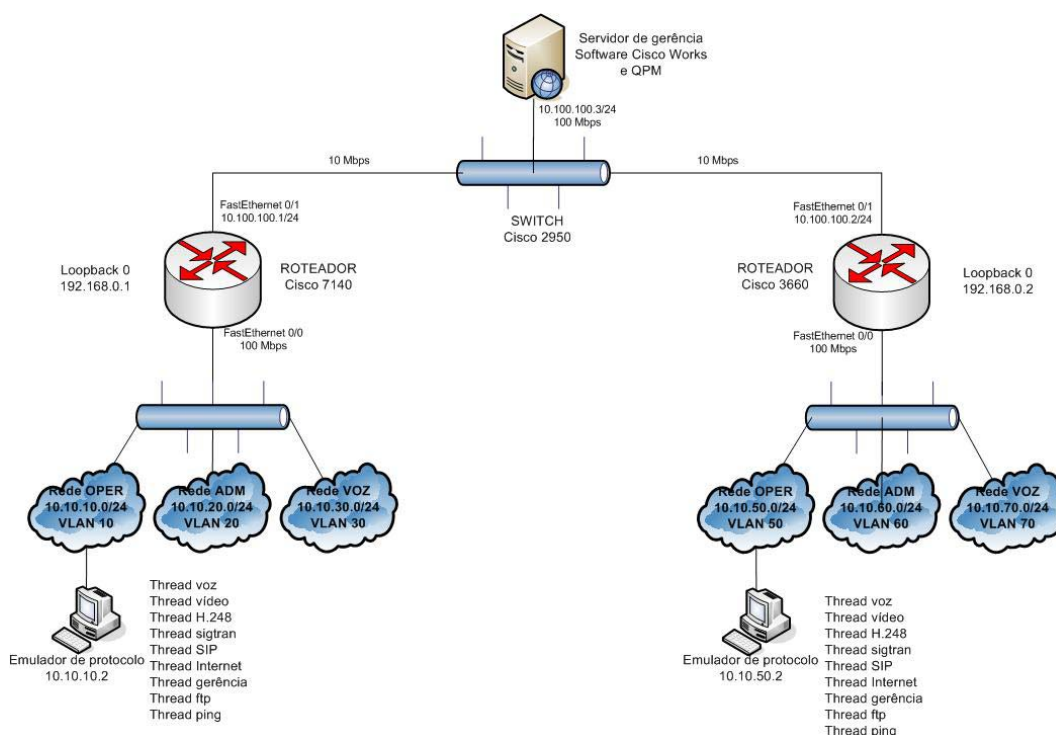 Servidor de gerência
Software Cisco Works
e QPM
10.100.100.3/24
100 Mbps
10 Mbps
10 Mbps
SWITCH
Cisco 2950
FastEthernet 0/1
10.100.100.1/24
FastEthernet 0/1
10.100.100.2/24
Loopback 0
192.168.0.1
ROTEADOR
Cisco 7140
ROTEADOR
Cisco 3660
Loopback 0
192.168.0.2
FastEthernet 0/0
100 Mbps
FastEthernet 0/0
100 Mbps
Rede OPER
10.10.10.0/24
VLAN 10
Rede ADM
10.10.20.0/24
VLAN 20
Rede VOZ
10.10.30.0/24
VLAN 30
Rede OPER
10.10.50.0/24
VLAN 50
Rede ADM
10.10.60.0/24
VLAN 60
Rede VOZ
10.10.70.0/24
VLAN 70
Emulador de protocolo
10.10.10.2
Thread voz
Thread vídeo
Thread H.248
Thread sigtran
Thread SIP
Thread Internet
Thread gerência
Thread ftp
Thread ping
Emulador de protocolo
10.10.50.2
Thread voz
Thread vídeo
Thread H.248
Thread sigtran
Thread SIP
Thread Internet
Thread gerência
Thread ftp
Thread ping